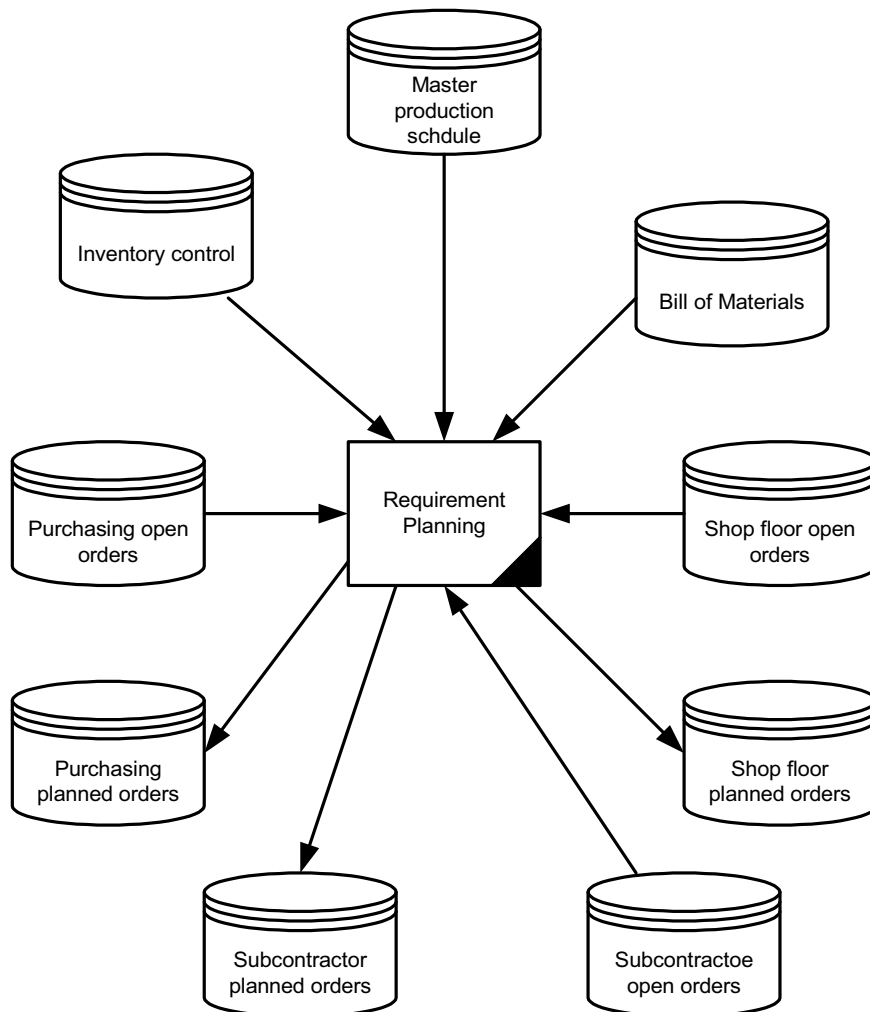 Master
production
schdule
Inventory control
Bill of Materials
Requirement
Planning
Purchasing open
orders
Shop floor open
orders
Purchasing
planned orders
Shop floor
planned orders
Subcontractor
planned orders
Subcontractoe
open orders